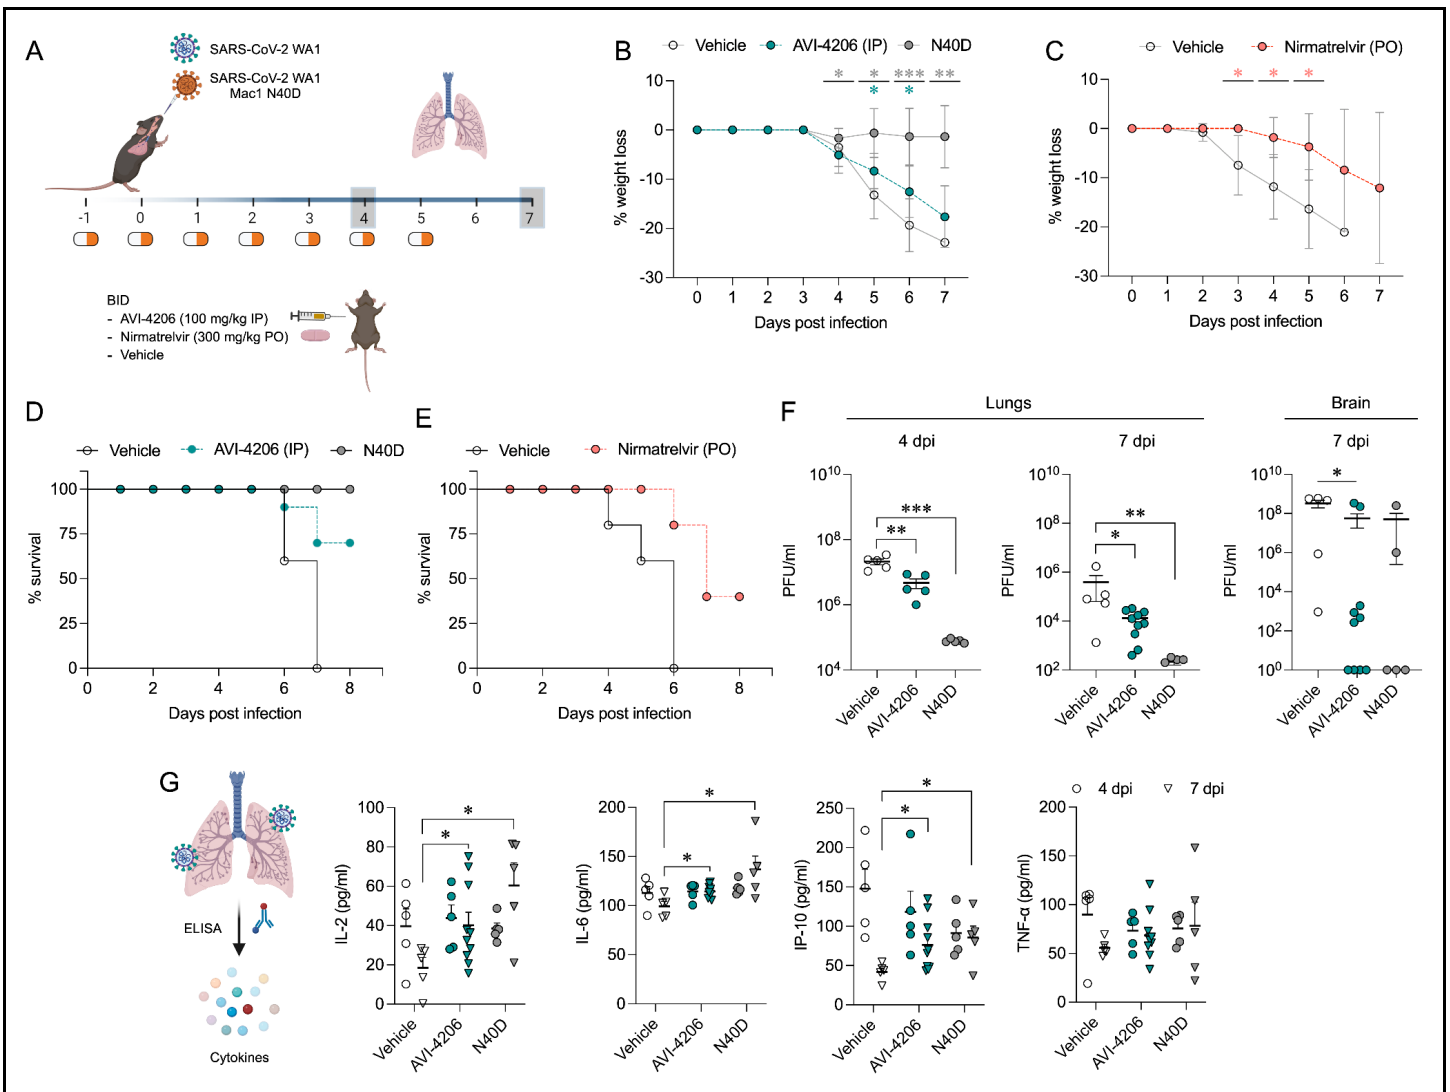 A
SARS-CoV-2 WA1
SARS-CoV-2 WA1
Mac1 N40D
-1 0 1 2 3 4 5 6 7
BID
- AVI-4206 (100 mg/kg IP)
- Nirmatrelvir (300 mg/kg PO)
- Vehicle
B
Vehicle AVI-4206 (IP) N40D
* * *** **
* *
% weight loss
10
0
-10
-20
-30
0 1 2 3 4 5 6 7
Days post infection
C
Vehicle Nirmatrelvir (PO)
* * *
% weight loss
10
0
-10
-20
-30
0 1 2 3 4 5 6 7
Days post infection
D
Vehicle AVI-4206 (IP) N40D
% survival
100
75
50
25
0
0 2 4 6 8
Days post infection
E
Vehicle Nirmatrelvir (PO)
% survival
100
75
50
25
0
0 2 4 6 8
Days post infection
F
Lungs
4 dpi
PFU/ml
10¹⁰
10⁸
10⁶
10⁴
***
**
Vehicle AVI-4206 N40D
7 dpi
PFU/ml
10¹⁰
10⁸
10⁶
10⁴
10²
**
*
Vehicle AVI-4206 N40D
Brain
7 dpi
PFU/ml
10¹⁰
10⁸
10⁶
10⁴
10²
10⁰
*
Vehicle AVI-4206 N40D
G
ELISA
Cytokines
IL-2 (pg/ml)
100
80
60
40
20
0
*
*
Vehicle AVI-4206 N40D
IL-6 (pg/ml)
200
150
100
50
0
*
*
Vehicle AVI-4206 N40D
IP-10 (pg/ml)
250
200
150
100
50
0
*
*
Vehicle AVI-4206 N40D
4 dpi 7 dpi
TNF-α (pg/ml)
200
150
100
50
0
Vehicle AVI-4206 N40D